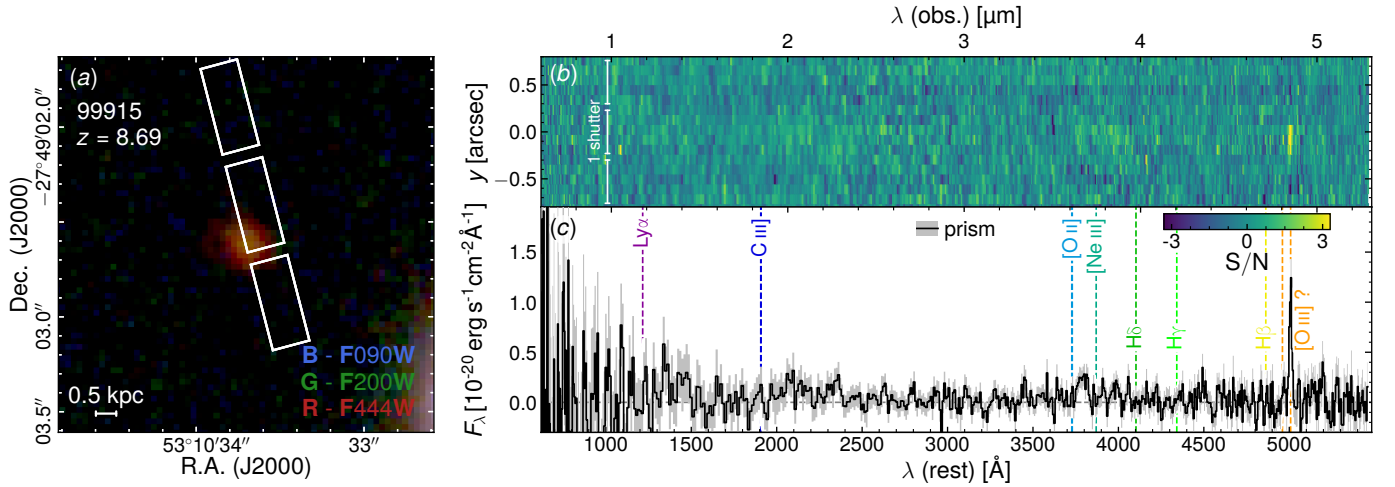 (a)
99915
z = 8.69
B - F090W
G - F200W
R - F444W
0.5 kpc
−27°49′02.0″
03.0″
03.5″
Dec. (J2000)
53°10′34″
33″
R.A. (J2000)
λ (obs.) [μm]
1 2 3 4 5
(b)
1 shutter
0.5
0.0
−0.5
y [arcsec]
(c)
prism
Lyα
C III]
[O II]
[Ne III]
Hδ
Hγ
Hβ
[O III] ?
-3 0 3
S/N
1.5
1.0
0.5
0.0
Fλ [10⁻²⁰ erg s⁻¹ cm⁻² Å⁻¹]
1000 1500 2000 2500 3000 3500 4000 4500 5000
λ (rest) [Å]